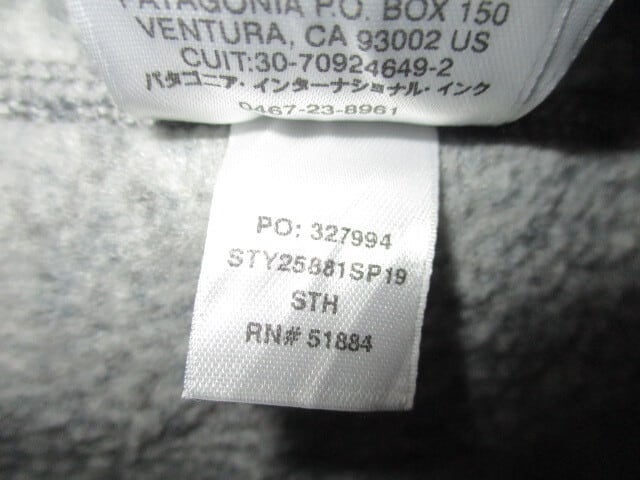 PATAGONIA P.O. BOX 150
VENTURA, CA 93002 US
CUIT:30-70924649-2
パタゴニア・インターナショナル・インク
0467-23-8961
PO: 327994
STY25881SP19
STH
RN# 51884